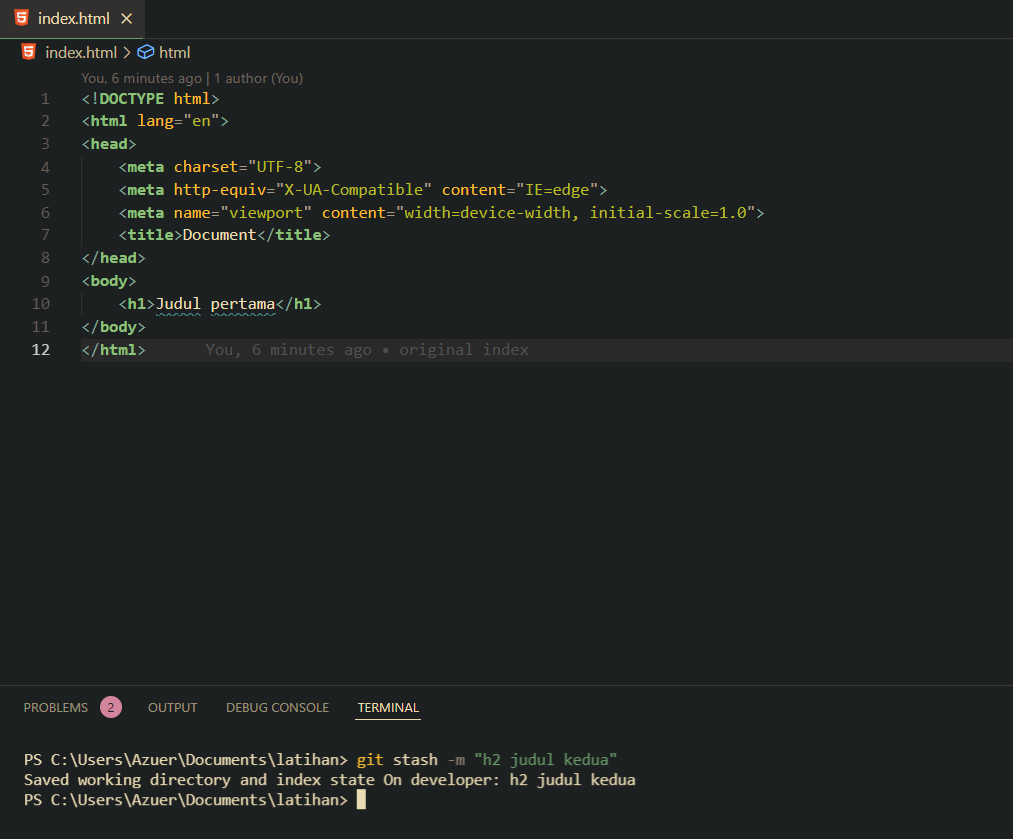 index.html
index.html > html
You, 6 minutes ago | 1 author (You)
1 <!DOCTYPE html>
2 <html lang="en">
3 <head>
4     <meta charset="UTF-8">
5     <meta http-equiv="X-UA-Compatible" content="IE=edge">
6     <meta name="viewport" content="width=device-width, initial-scale=1.0">
7     <title>Document</title>
8 </head>
9 <body>
10     <h1>Judul pertama</h1>
11 </body>
12 </html> You, 6 minutes ago • original index
PROBLEMS 2 OUTPUT DEBUG CONSOLE TERMINAL
PS C:\Users\Azuer\Documents\latihan> git stash -m "h2 judul kedua"
Saved working directory and index state On developer: h2 judul kedua
PS C:\Users\Azuer\Documents\latihan>